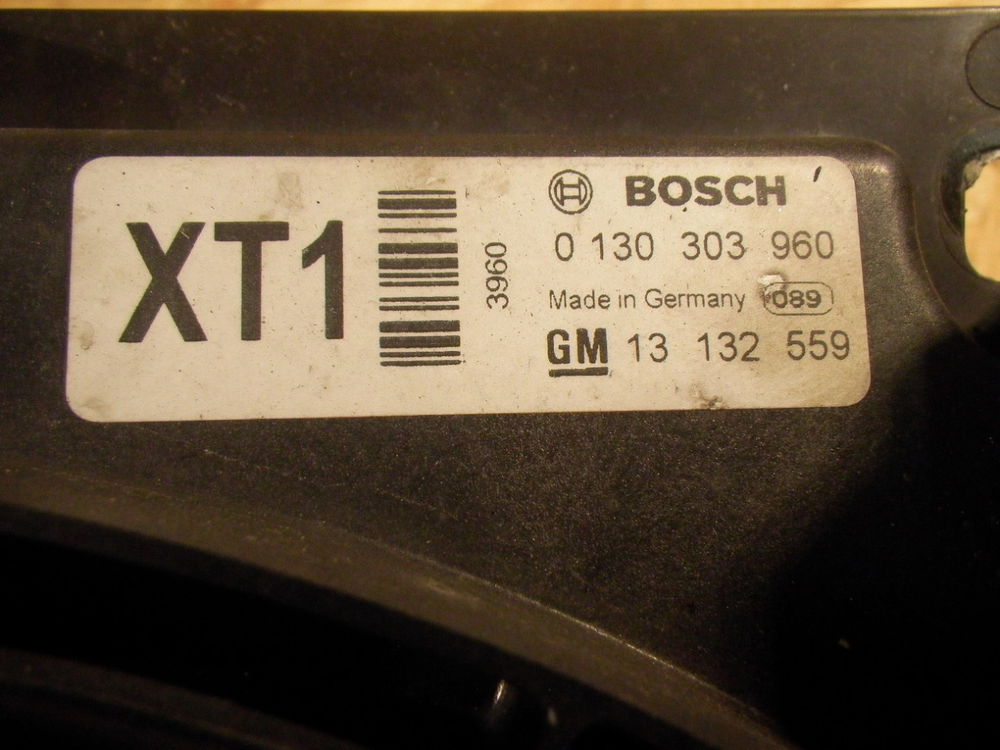 XT1
3960
BOSCH
0 130 303 960
Made in Germany 089
GM 13 132 559